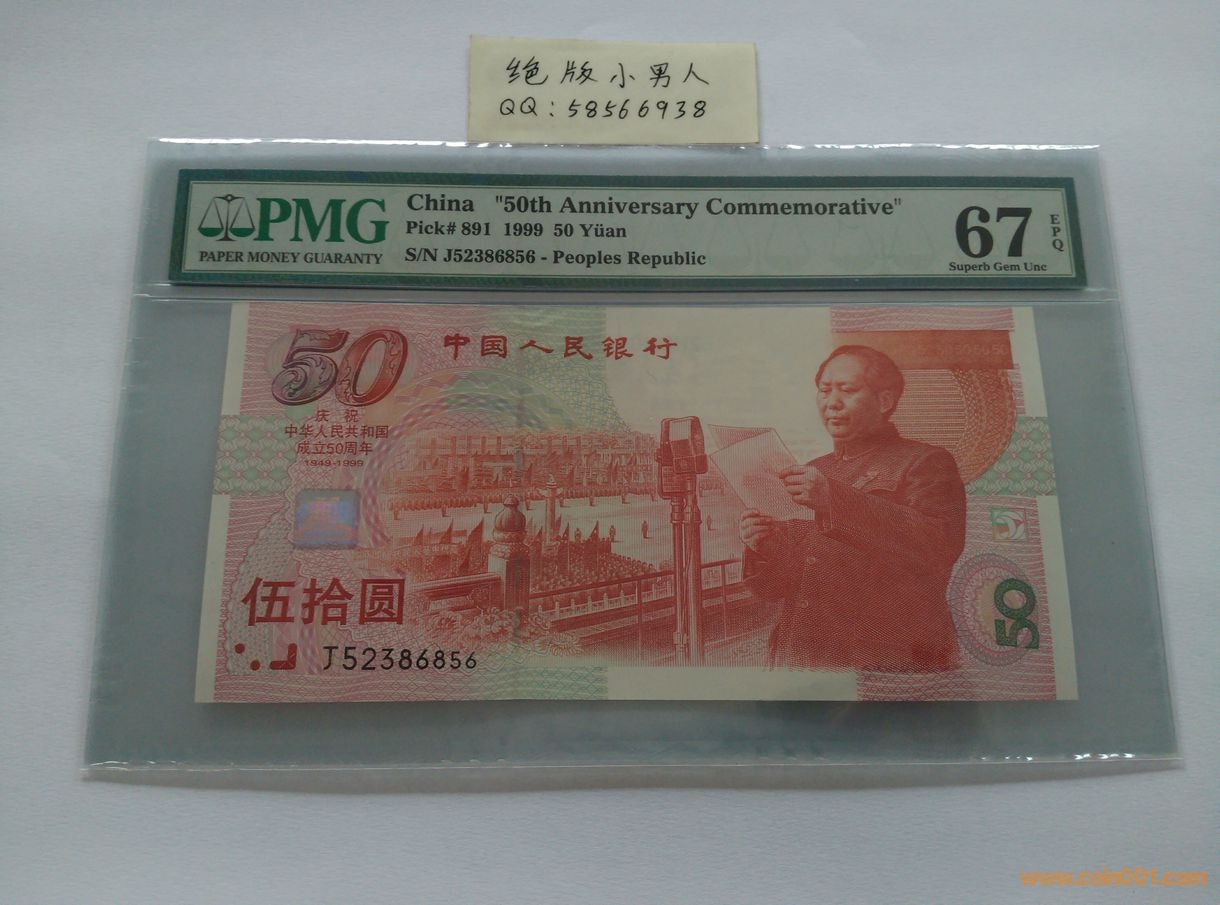 绝版小男人
QQ:58566938
PMG
PAPER MONEY GUARANTY
China "50th Anniversary Commemorative"
Pick# 891 1999 50 Yüan
S/N J52386856 - Peoples Republic
67
EPQ
Superb Gem Unc
50
中国人民银行
庆祝
中华人民共和国
成立50周年
1949-1999
伍拾圆
J52386856
50
www.coin001.com